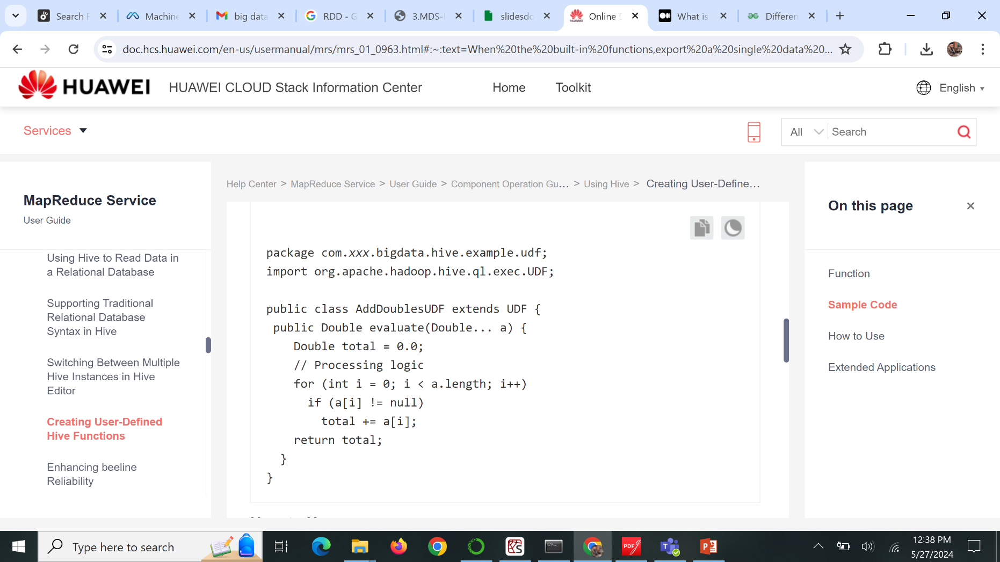 Search
Machine
big data
RDD - G
3.MDS-
slidesdo
Online
What is
Differen
doc.hcs.huawei.com/en-us/usermanual/mrs/mrs_01_0963.html#:~:text=When%20the%20built-in%20functions,export%20a%20single%20data%20...
HUAWEI
HUAWEI CLOUD Stack Information Center
Home
Toolkit
English
Services
All
Search
MapReduce Service
User Guide
Using Hive to Read Data in
a Relational Database
Supporting Traditional
Relational Database
Syntax in Hive
Switching Between Multiple
Hive Instances in Hive
Editor
Creating User-Defined
Hive Functions
Enhancing beeline
Reliability
Help Center > MapReduce Service > User Guide > Component Operation Gu... > Using Hive > Creating User-Define...
package com.xxx.bigdata.hive.example.udf;
import org.apache.hadoop.hive.ql.exec.UDF;
public class AddDoublesUDF extends UDF {
public Double evaluate(Double... a) {
Double total = 0.0;
// Processing logic
for (int i = 0; i < a.length; i++)
if (a[i] != null)
total += a[i];
return total;
}
}
On this page
Function
Sample Code
How to Use
Extended Applications
Type here to search
PDF
12:38 PM
5/27/2024